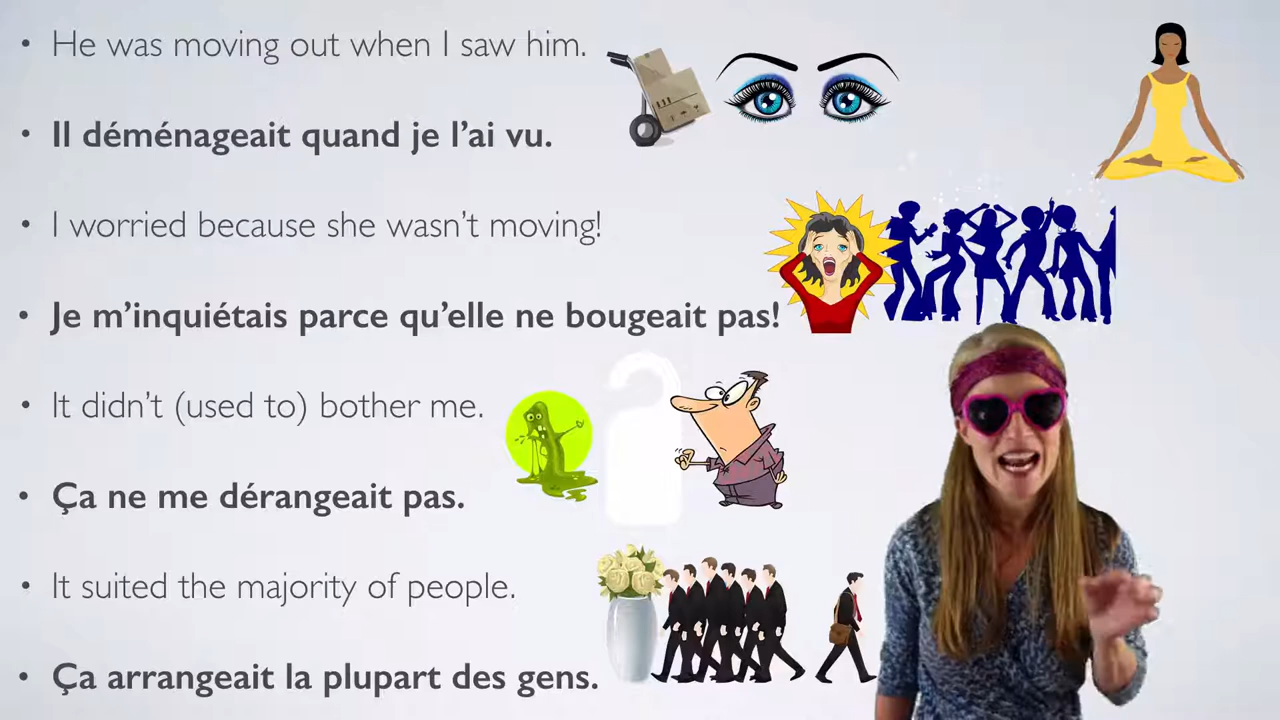 • He was moving out when I saw him.
• Il déménageait quand je l’ai vu.
• I worried because she wasn’t moving!
• Je m’inquiétais parce qu’elle ne bougeait pas!
• It didn’t (used to) bother me.
• Ça ne me dérangeait pas.
• It suited the majority of people.
• Ça arrangeait la plupart des gens.